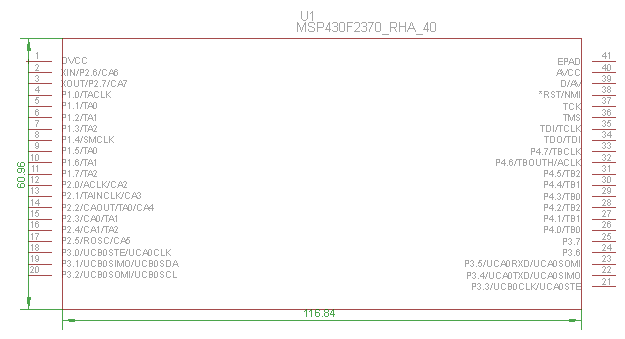 U1
MSP430F2370_RHA_40
1 DVCC
2 XIN/P2.6/CA6
3 XOUT/P2.7/CA7
4 P1.0/TACLK
5 P1.1/TA0
6 P1.2/TA1
7 P1.3/TA2
8 P1.4/SMCLK
9 P1.5/TA0
10 P1.6/TA1
11 P1.7/TA2
12 P2.0/ACLK/CA2
13 P2.1/TAINCLK/CA3
14 P2.2/CAOUT/TA0/CA4
15 P2.3/CA0/TA1
16 P2.4/CA1/TA2
17 P2.5/ROSC/CA5
18 P3.0/UCB0STE/UCA0CLK
19 P3.1/UCB0SIMO/UCB0SDA
20 P3.2/UCB0SOMI/UCB0SCL
EPAD 41
AVCC 40
D/AV 39
*RST/NMI 38
TCK 37
TMS 36
TDI/TCLK 35
TDO/TDI 34
P4.7/TBCLK 33
P4.6/TBOUTH/ACLK 32
P4.5/TB2 31
P4.4/TB1 30
P4.3/TB0 29
P4.2/TB2 28
P4.1/TB1 27
P4.0/TB0 26
P3.7 25
P3.6 24
P3.5/UCA0RXD/UCA0SOMI 23
P3.4/UCA0TXD/UCA0SIMO 22
P3.3/UCB0CLK/UCA0STE 21
60.96
116.84